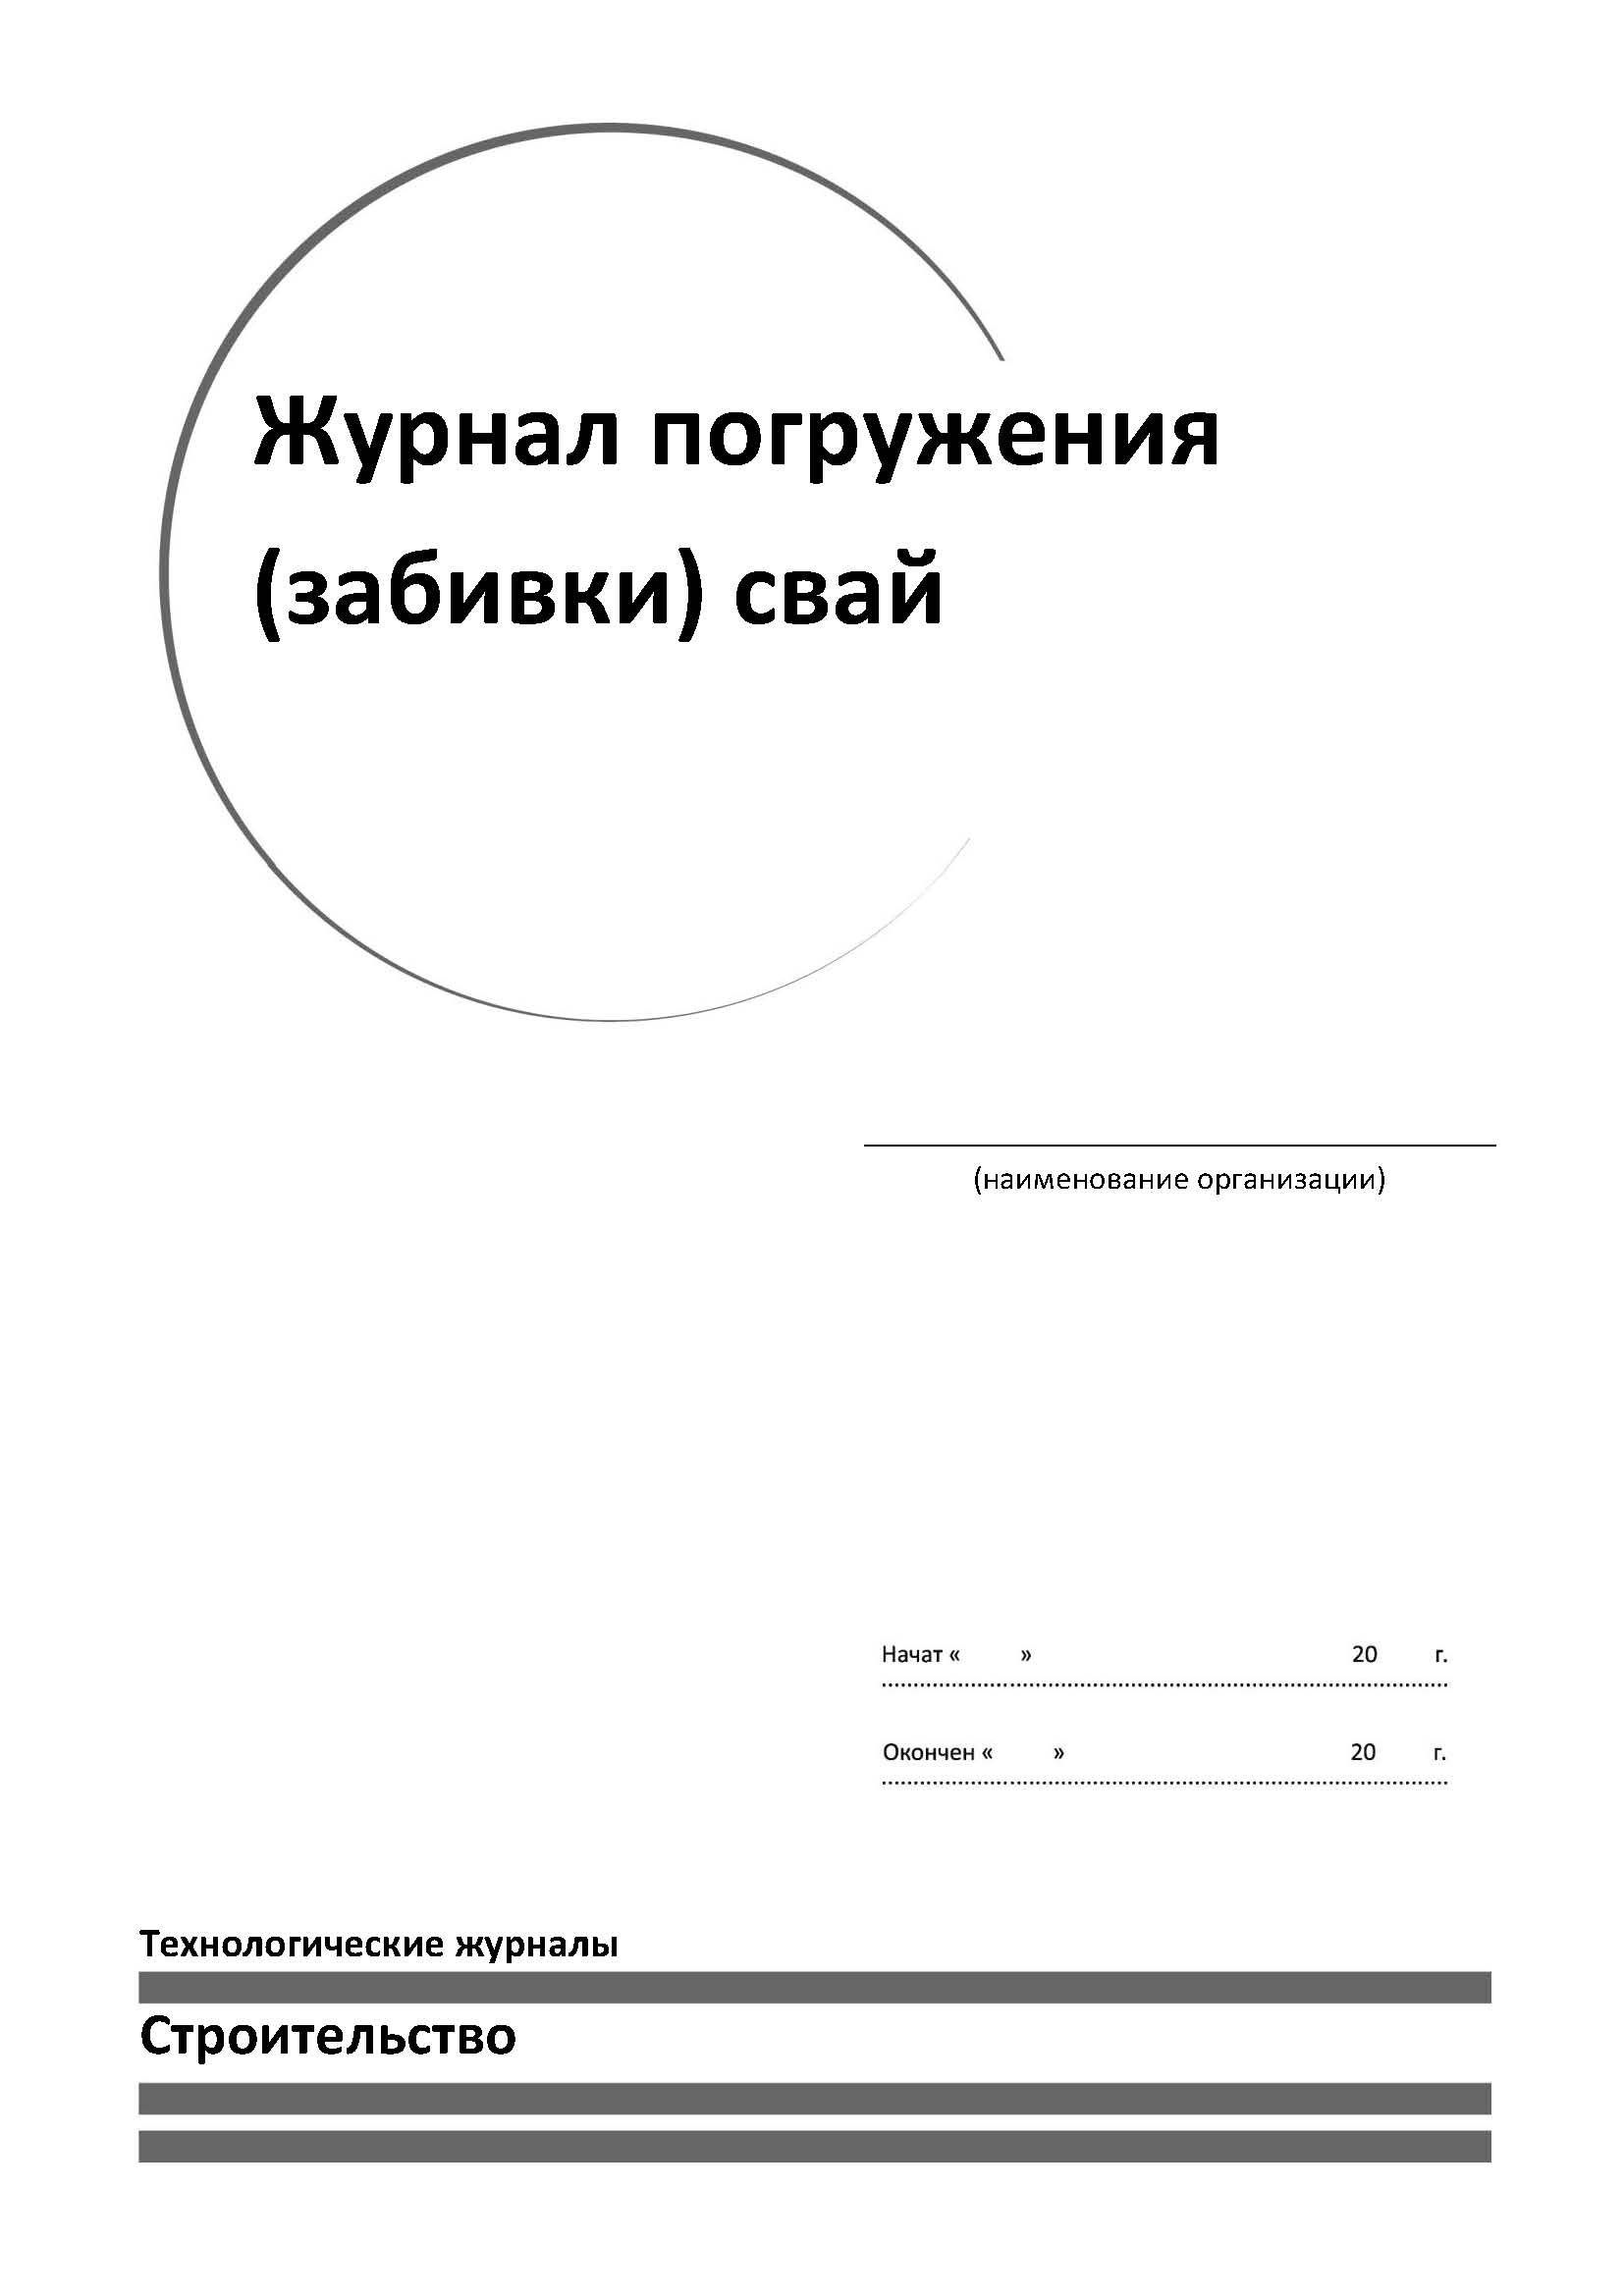 Журнал погружения
(забивки) свай
(наименование организации)
Начат « » 20 г.
Окончен « » 20 г.
Технологические журналы
Строительство